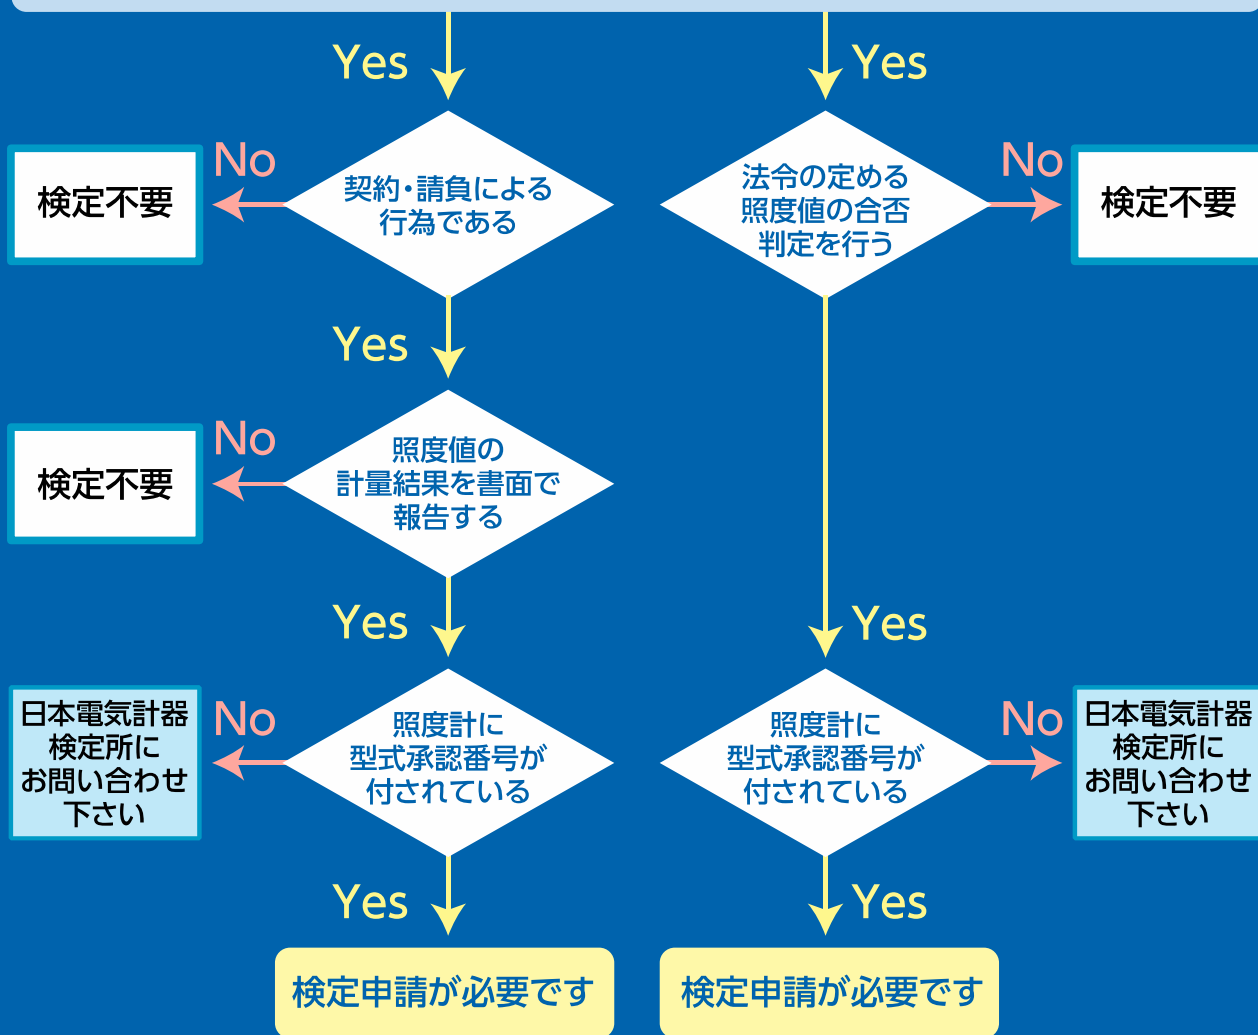 Yes
Yes
検定不要
No
契約・請負による
行為である
法令の定める
照度値の合否
判定を行う
No
検定不要
Yes
検定不要
No
照度値の
計量結果を書面で
報告する
Yes
Yes
日本電気計器
検定所に
お問い合わせ
下さい
No
照度計に
型式承認番号が
付されている
照度計に
型式承認番号が
付されている
No
日本電気計器
検定所に
お問い合わせ
下さい
Yes
Yes
検定申請が必要です
検定申請が必要です